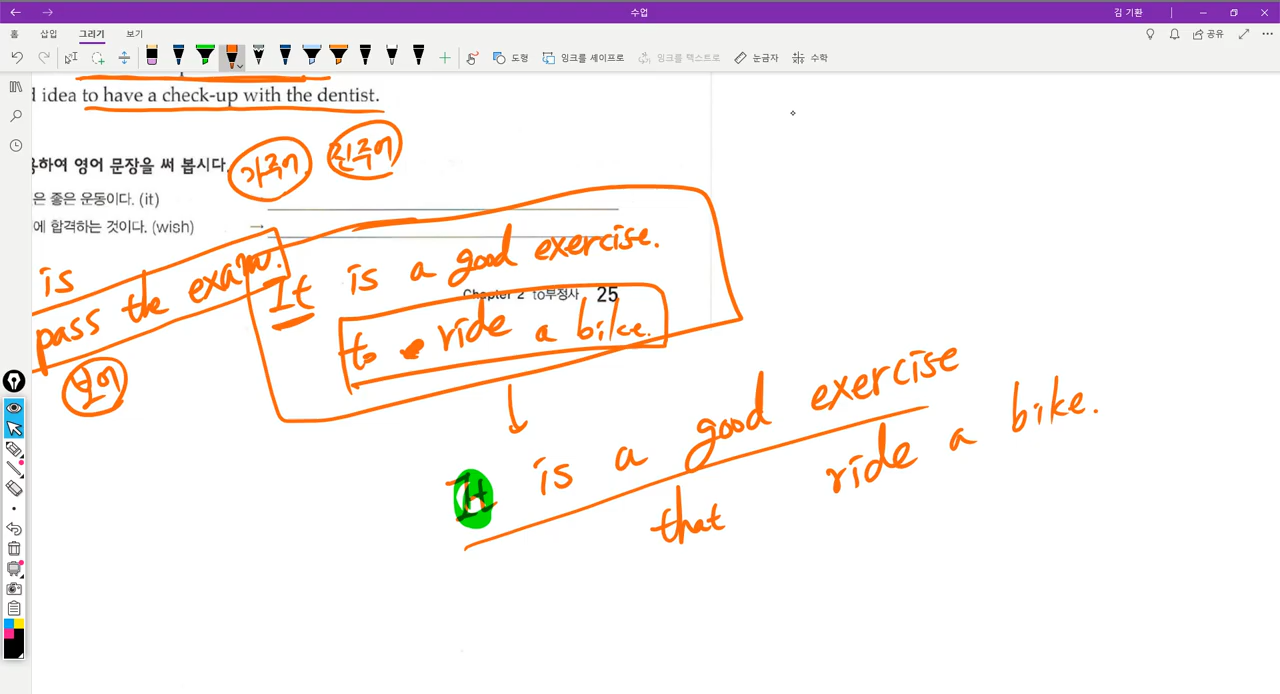 수업
김 기환
홈 삽입 그리기 보기
공유
도형 잉크를 셰이프로 잉크를 텍스트로 눈금자 수학
d idea to have a check-up with the dentist.
가주어 진주어
용하여 영어 문장을 써 봅시다.
은 좋은 운동이다. (it)
에 합격하는 것이다. (wish) →
is
pass the exam.
보어
It is a good exercise.
Chapter 2 to부정사 25
to ride a bike.
It is a good exercise
that ride a bike.